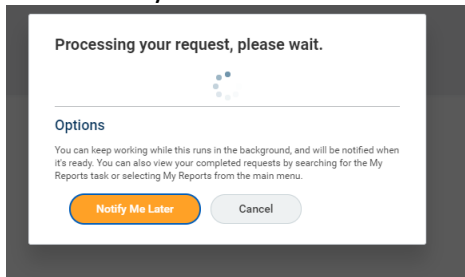 Processing your request, please wait.
Options
You can keep working while this runs in the background, and will be notified when
it's ready. You can also view your completed requests by searching for the My
Reports task or selecting My Reports from the main menu.
Notify Me Later
Cancel